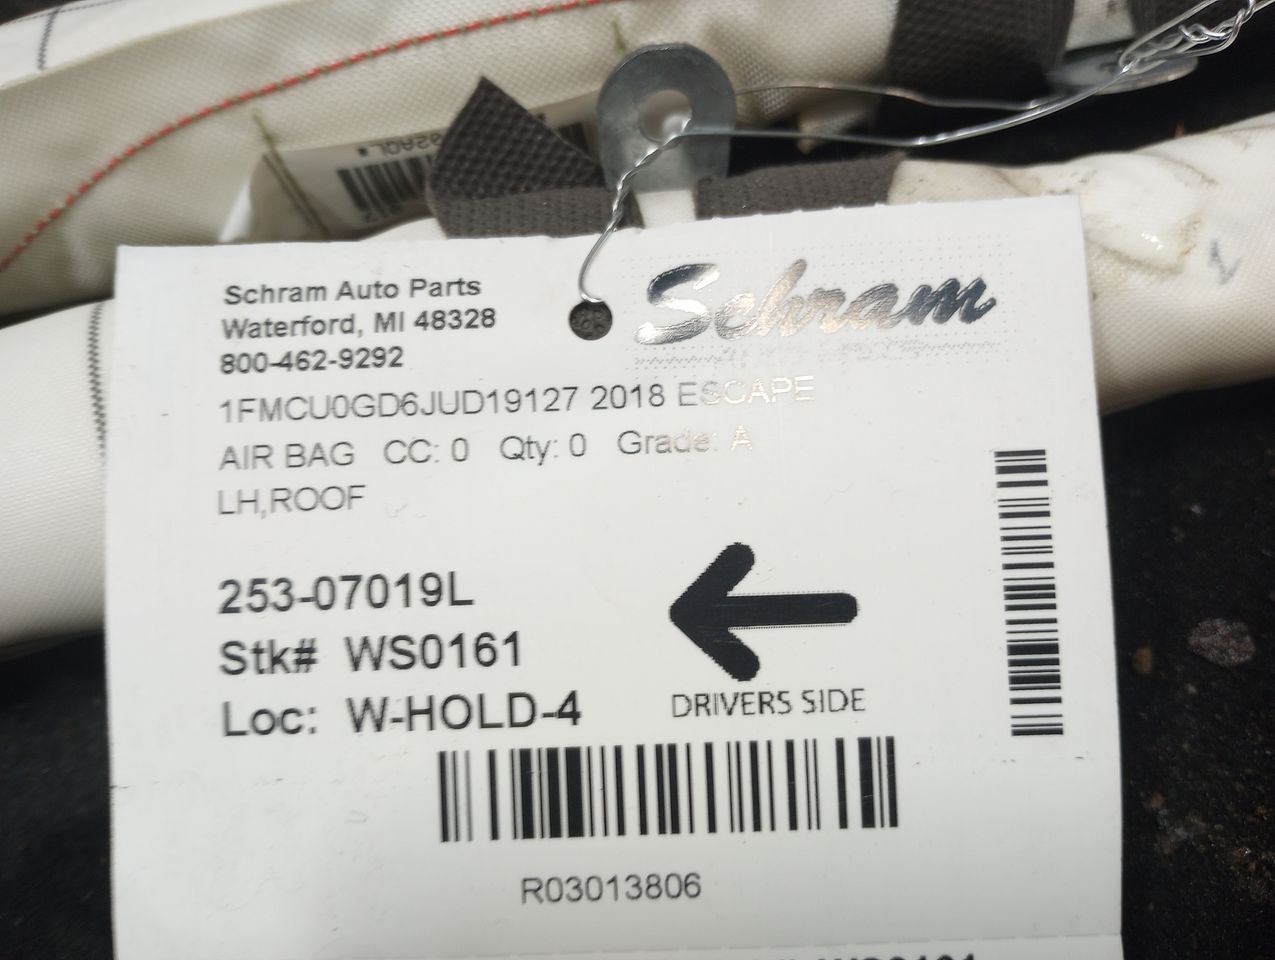 Schram Auto Parts
Waterford, MI 48328
800-462-9292
Schram
1FMCU0GD6JUD19127 2018 ESCAPE
AIR BAG CC: 0 Qty: 0 Grade: A
LH,ROOF
253-07019L
Stk# WS0161
Loc: W-HOLD-4
DRIVERS SIDE
R03013806
1